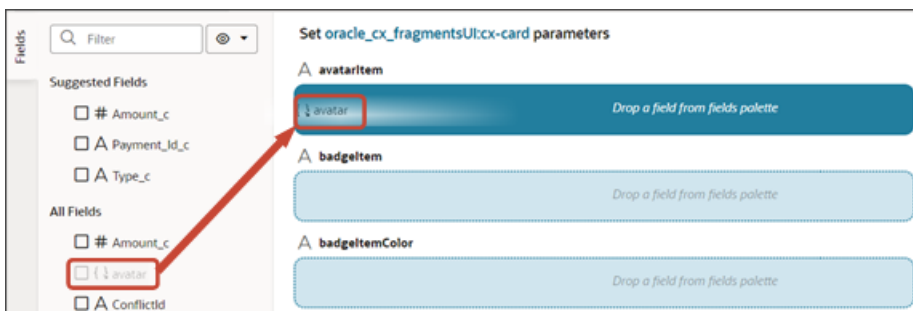 Fields
Filter
Suggested Fields
# Amount_c
A Payment_Id_c
A Type_c
All Fields
# Amount_c
{} avatar
A ConflictId
Set oracle_cx_fragmentsUI:cx-card parameters
A avatarItem
avatar
Drop a field from fields palette
A badgeItem
Drop a field from fields palette
A badgeItemColor
Drop a field from fields palette